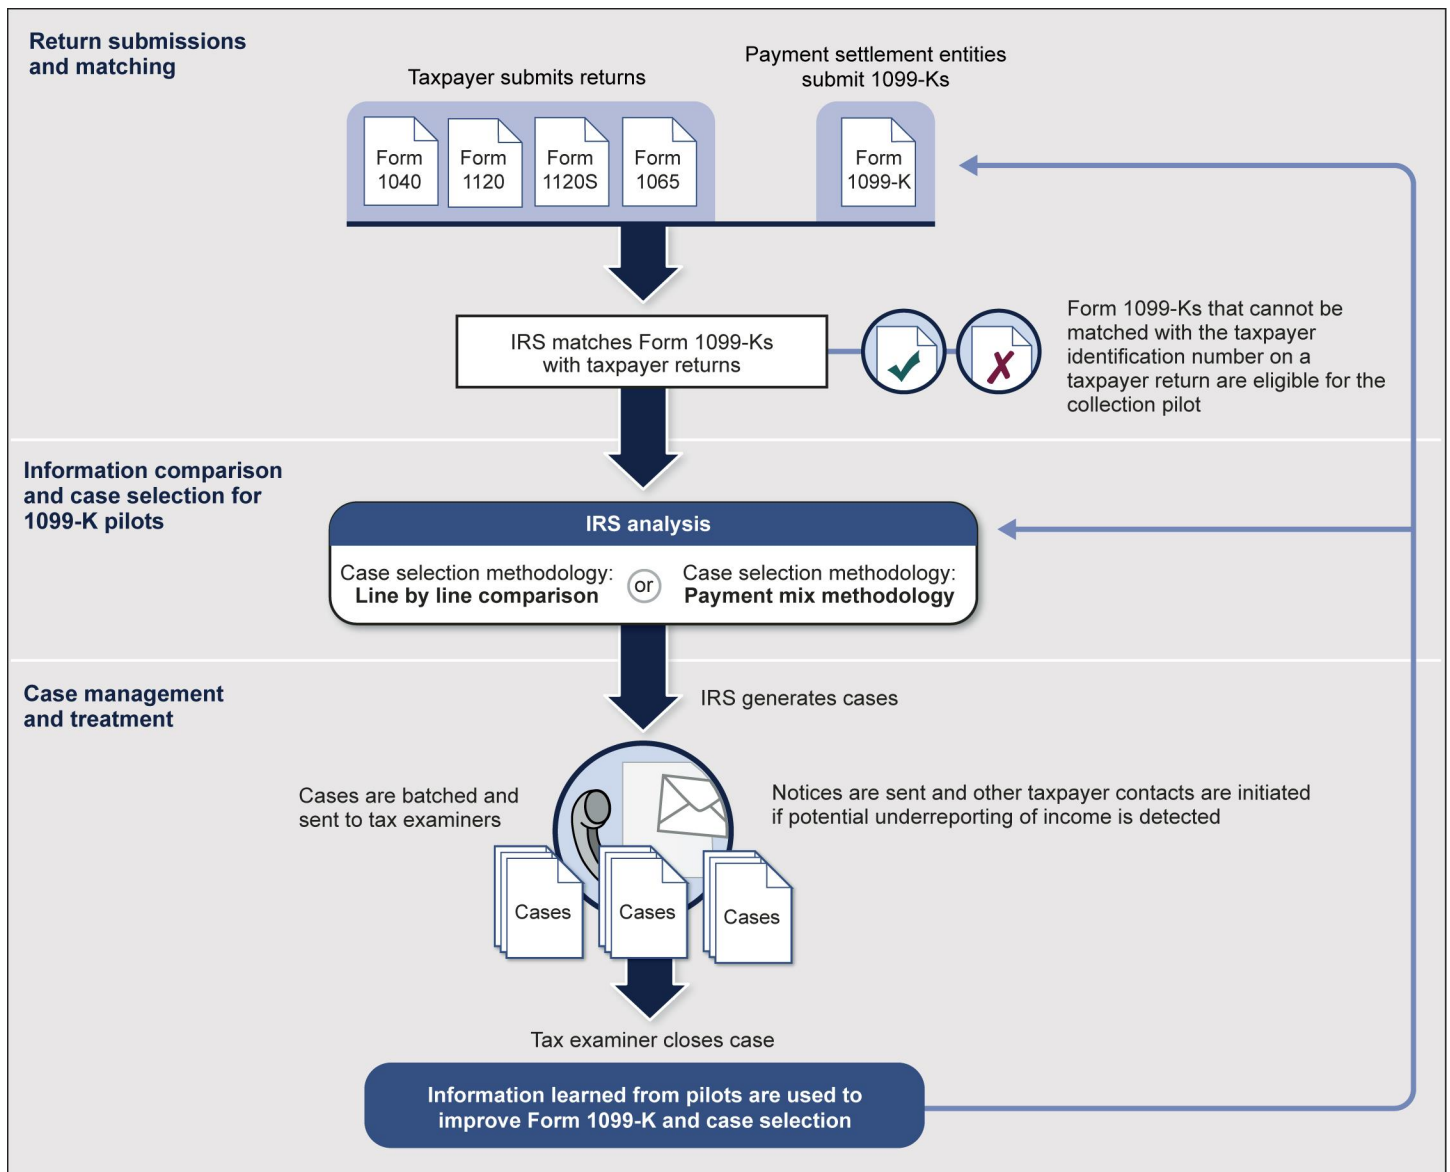 Return submissions
and matching
Taxpayer submits returns
Payment settlement entities
submit 1099-Ks
Form
1040
Form
1120
Form
1120S
Form
1065
Form
1099-K
IRS matches Form 1099-Ks
with taxpayer returns
Form 1099-Ks that cannot be
matched with the taxpayer
identification number on a
taxpayer return are eligible for the
collection pilot
Information comparison
and case selection for
1099-K pilots
IRS analysis
Case selection methodology:
Line by line comparison
or
Case selection methodology:
Payment mix methodology
Case management
and treatment
IRS generates cases
Cases are batched and
sent to tax examiners
Notices are sent and other taxpayer contacts are initiated
if potential underreporting of income is detected
Cases
Cases
Cases
Tax examiner closes case
Information learned from pilots are used to
improve Form 1099-K and case selection